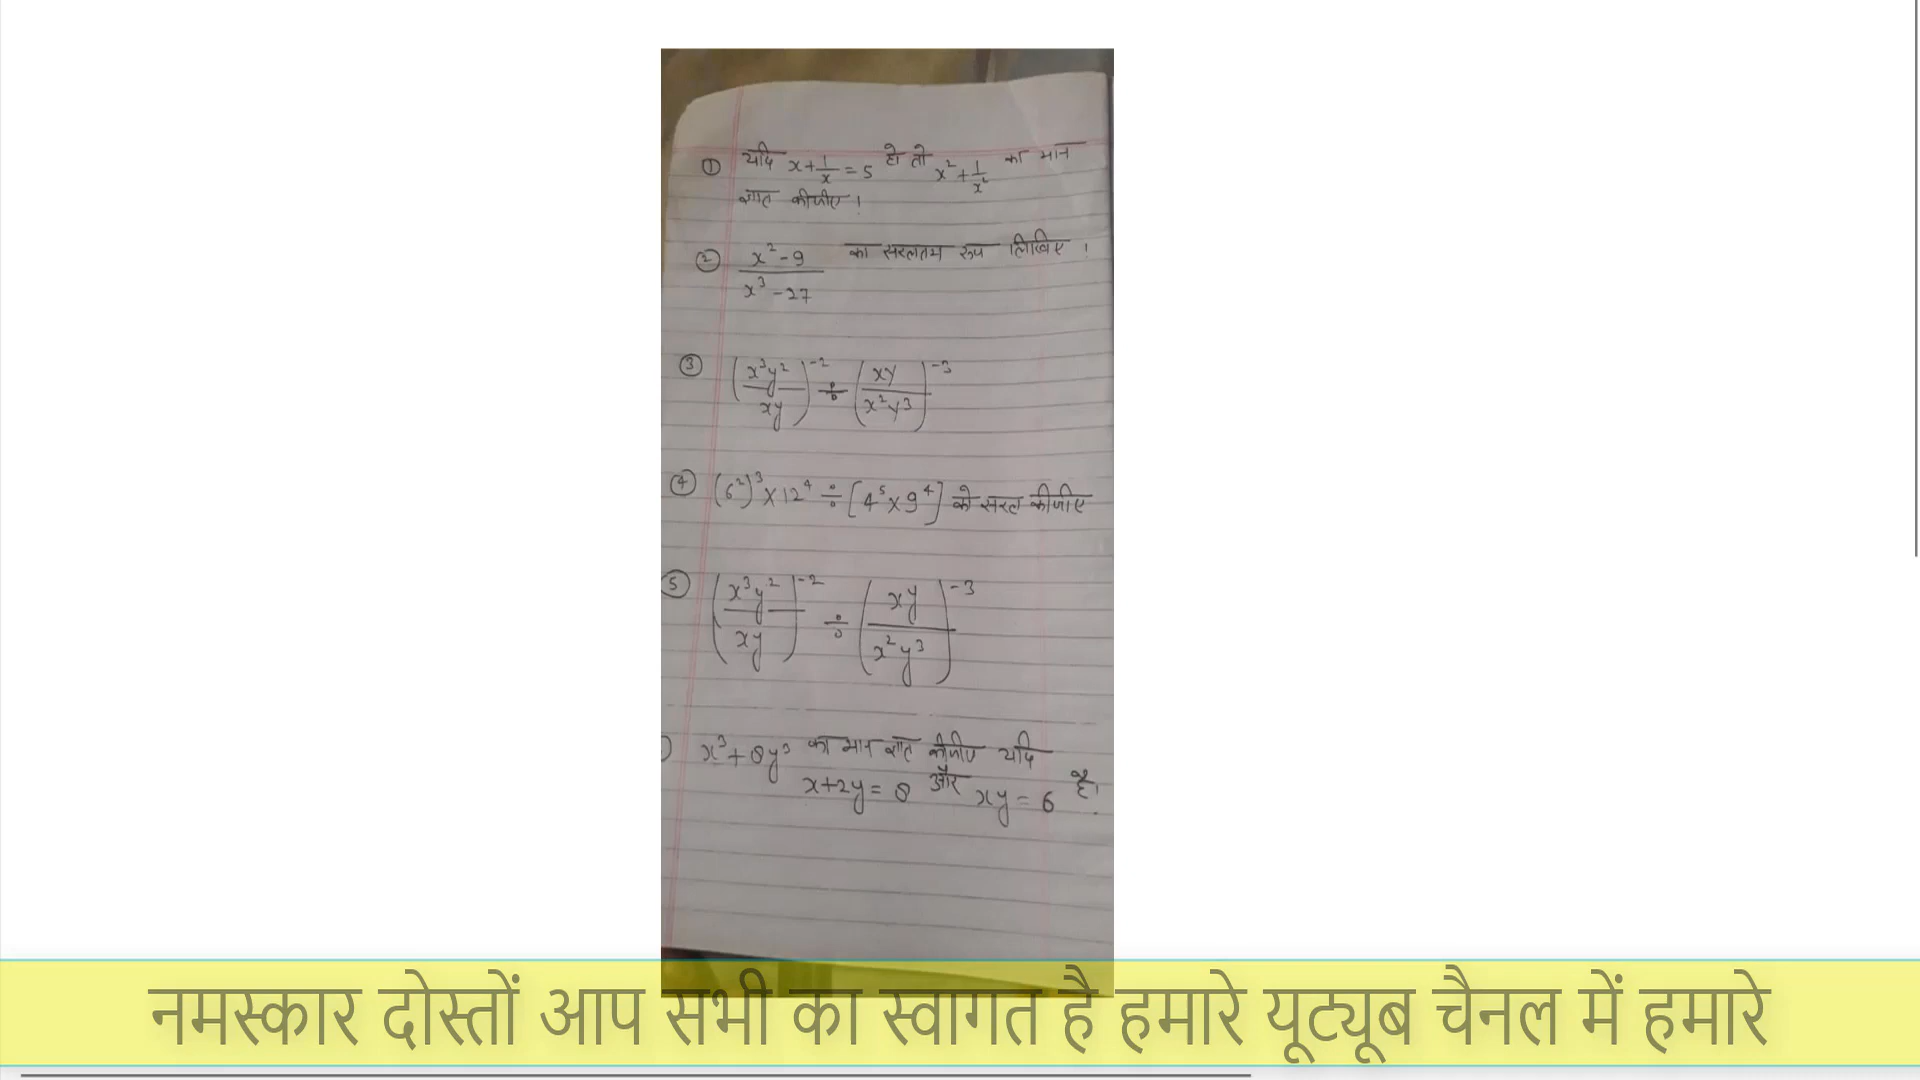 ① यदि x+1/x = 5 हो तो x²+1/x² का मान
ज्ञात कीजीए ।
② x²-9 / x³-27 का सरलतम रूप लिखिए ।
③ (x³y²/xy)⁻² ÷ (xy/x²y³)⁻³
④ (6²)³×12⁴ ÷ [4⁵×9⁴] को सरल कीजीए
⑤ (x³y²/xy)⁻² ÷ (xy/x²y³)⁻³
x³+8y³ का मान ज्ञात कीजीए यदि
x+2y = 8 और xy = 6 है।
नमस्कार दोस्तों आप सभी का स्वागत है हमारे यूट्यूब चैनल में हमारे